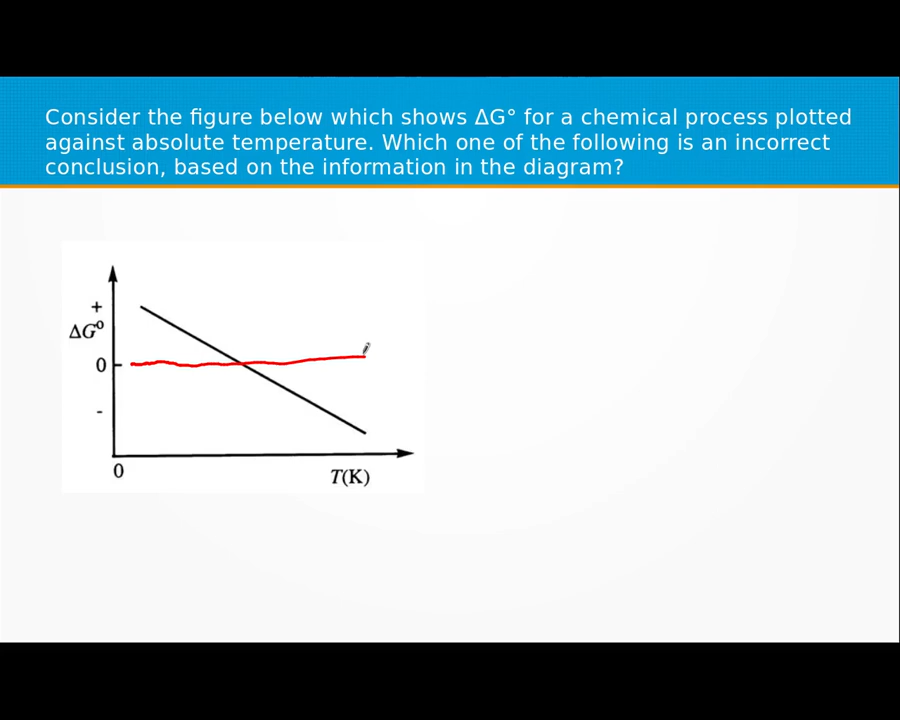 Consider the figure below which shows ΔG° for a chemical process plotted
against absolute temperature. Which one of the following is an incorrect
conclusion, based on the information in the diagram?
+
ΔG⁰
0
-
0
T(K)